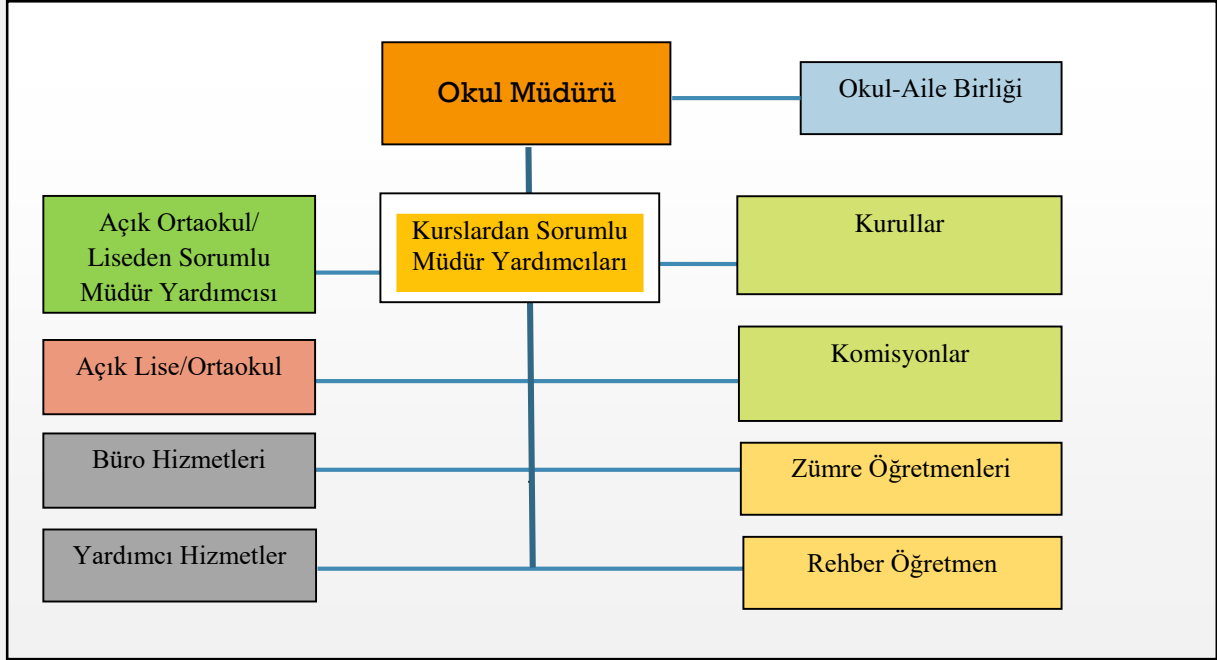 Okul Müdürü
Okul-Aile Birliği
Açık Ortaokul/
Liseden Sorumlu
Müdür Yardımcısı
Kurslardan Sorumlu
Müdür Yardımcıları
Kurullar
Açık Lise/Ortaokul
Komisyonlar
Büro Hizmetleri
Zümre Öğretmenleri
Yardımcı Hizmetler
Rehber Öğretmen